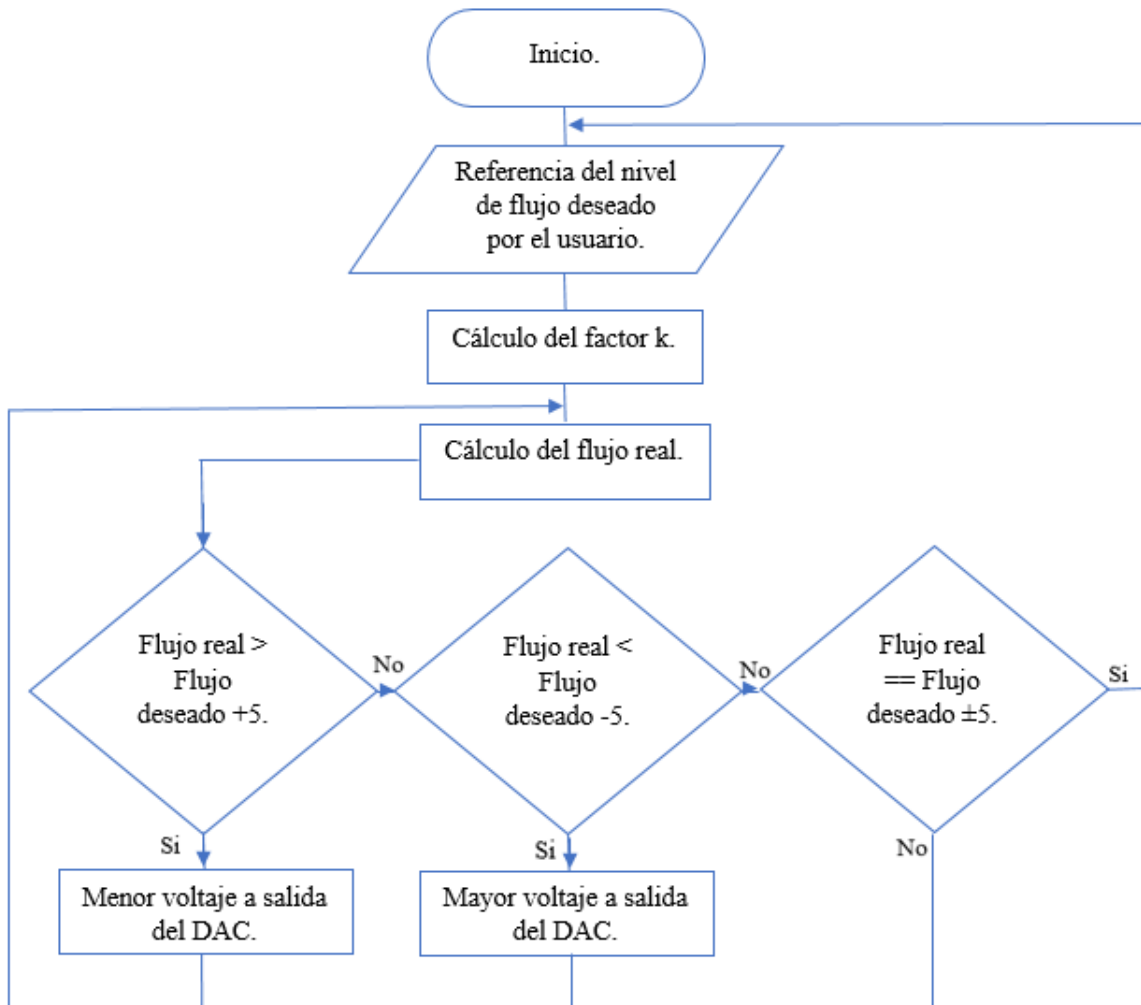 Inicio.
Referencia del nivel
de flujo deseado
por el usuario.
Cálculo del factor k.
Cálculo del flujo real.
Flujo real >
Flujo
deseado +5.
No
Flujo real <
Flujo
deseado -5.
No
Flujo real
== Flujo
deseado ±5.
Si
Si
Si
No
Menor voltaje a salida
del DAC.
Mayor voltaje a salida
del DAC.